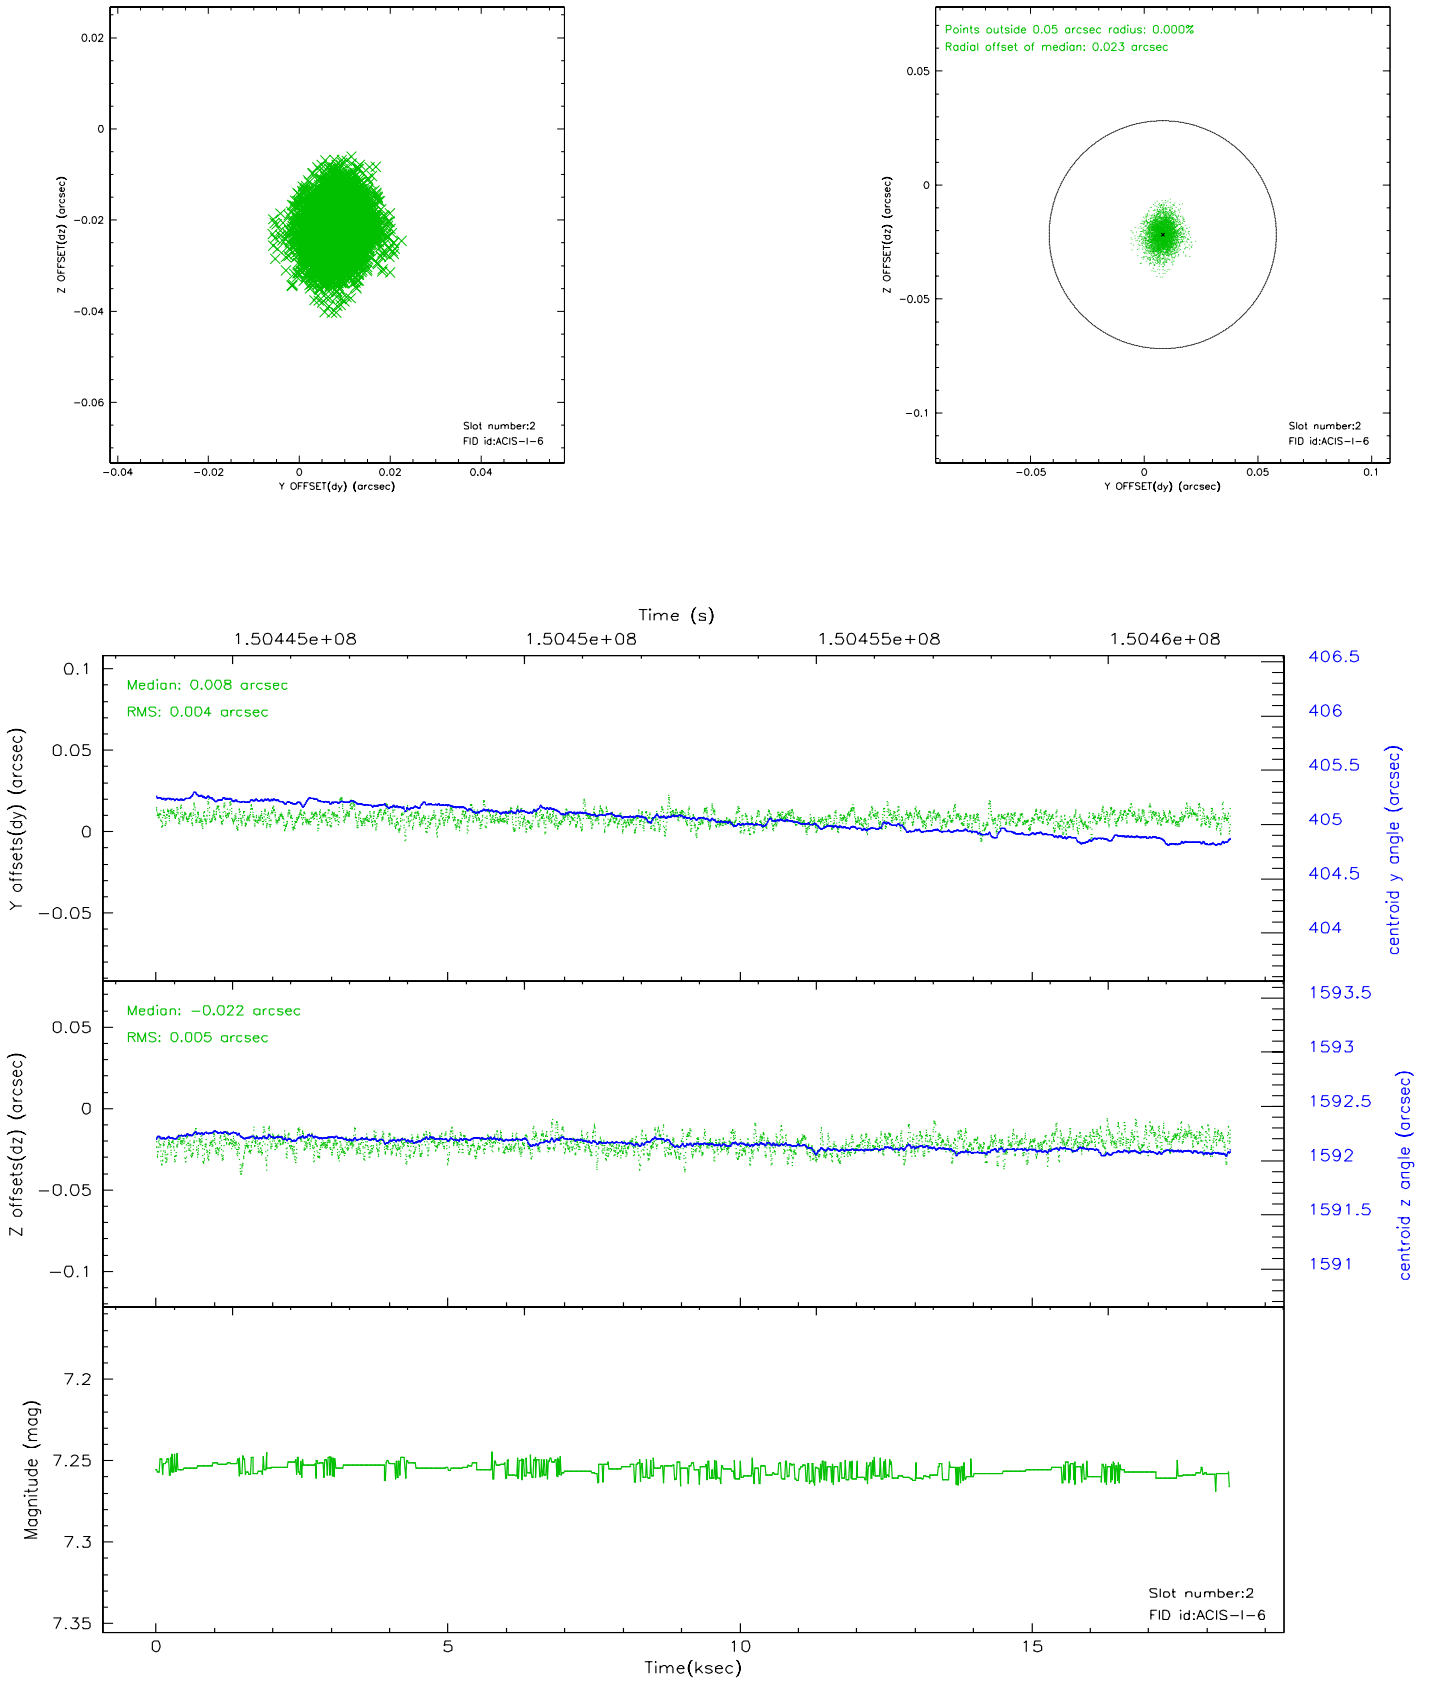 0.02
0
−0.02
−0.04
−0.06
Z OFFSET(dz) (arcsec)
−0.04 −0.02 0 0.02 0.04
Y OFFSET(dy) (arcsec)
Slot number:2
FID id:ACIS−I−6
Points outside 0.05 arcsec radius: 0.000%
Radial offset of median: 0.023 arcsec
0.05
0
−0.05
−0.1
Z OFFSET(dz) (arcsec)
Slot number:2
FID id:ACIS−I−6
−0.05 0 0.05 0.1
Y OFFSET(dy) (arcsec)
Time (s)
1.50445e+08 1.5045e+08 1.50455e+08 1.5046e+08
Median: 0.008 arcsec
RMS: 0.004 arcsec
0.1
0.05
0
−0.05
Y offsets(dy) (arcsec)
406.5
406
405.5
405
404.5
404
centroid y angle (arcsec)
Median: −0.022 arcsec
RMS: 0.005 arcsec
0.05
0
−0.05
−0.1
Z offsets(dz) (arcsec)
1593.5
1593
1592.5
1592
1591.5
1591
centroid z angle (arcsec)
7.2
7.25
7.3
7.35
Magnitude (mag)
Slot number:2
FID id:ACIS−I−6
0 5 10 15
Time(ksec)